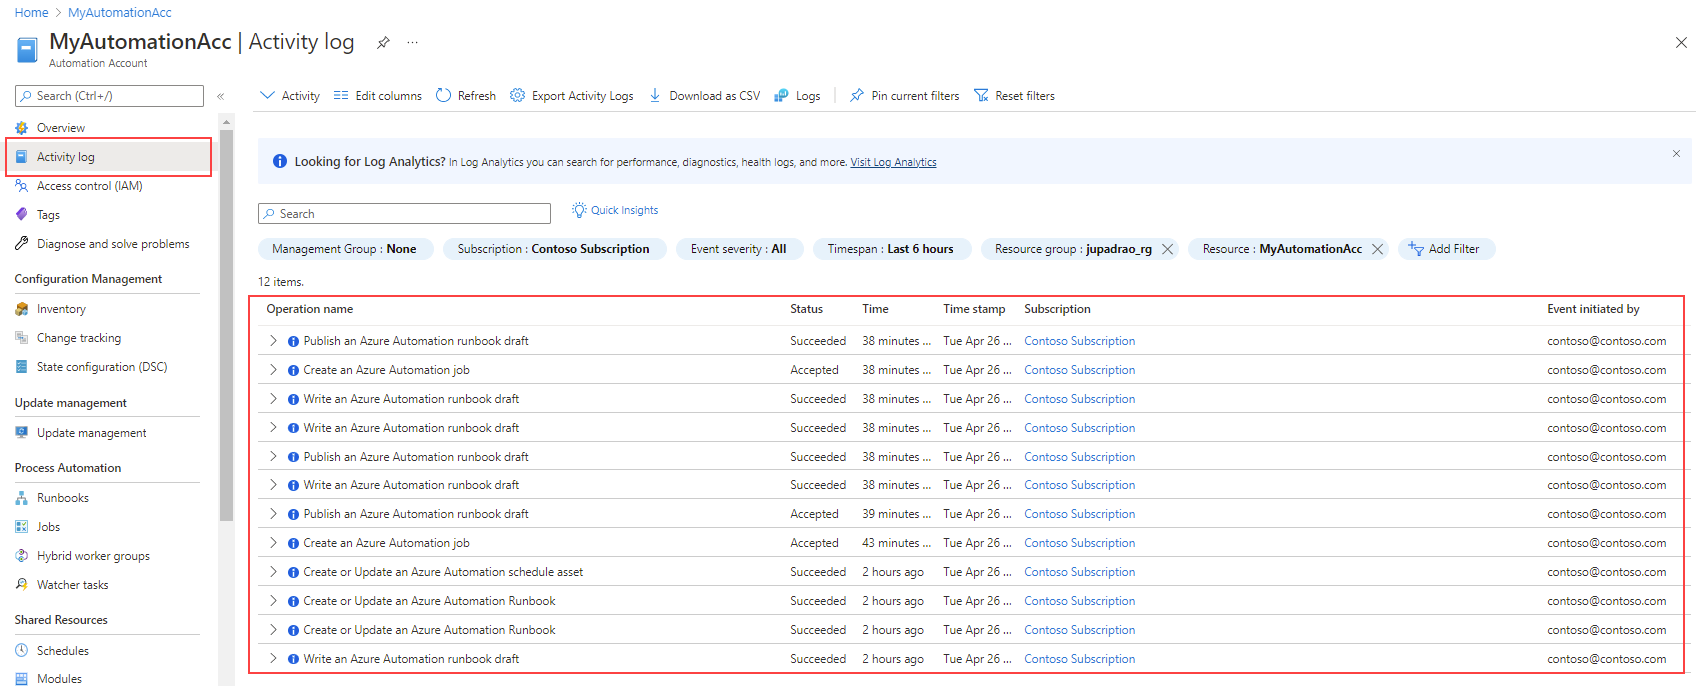 Home > MyAutomationAcc
MyAutomationAcc | Activity log ...
Automation Account
Search (Ctrl+/)
«
Overview
Activity log
Access control (IAM)
Tags
Diagnose and solve problems
Configuration Management
Inventory
Change tracking
State configuration (DSC)
Update management
Update management
Process Automation
Runbooks
Jobs
Hybrid worker groups
Watcher tasks
Shared Resources
Schedules
Modules
Activity Edit columns Refresh Export Activity Logs Download as CSV Logs Pin current filters Reset filters
Looking for Log Analytics? In Log Analytics you can search for performance, diagnostics, health logs, and more. Visit Log Analytics
Search Quick Insights
Management Group : None Subscription : Contoso Subscription Event severity : All Timespan : Last 6 hours Resource group : jupadrao_rg Resource : MyAutomationAcc Add Filter
12 items.
Operation name Status Time Time stamp Subscription Event initiated by
Publish an Azure Automation runbook draft Succeeded 38 minutes ... Tue Apr 26 ... Contoso Subscription contoso@contoso.com
Create an Azure Automation job Accepted 38 minutes ... Tue Apr 26 ... Contoso Subscription contoso@contoso.com
Write an Azure Automation runbook draft Succeeded 38 minutes ... Tue Apr 26 ... Contoso Subscription contoso@contoso.com
Write an Azure Automation runbook draft Succeeded 38 minutes ... Tue Apr 26 ... Contoso Subscription contoso@contoso.com
Publish an Azure Automation runbook draft Succeeded 38 minutes ... Tue Apr 26 ... Contoso Subscription contoso@contoso.com
Write an Azure Automation runbook draft Succeeded 38 minutes ... Tue Apr 26 ... Contoso Subscription contoso@contoso.com
Publish an Azure Automation runbook draft Accepted 39 minutes ... Tue Apr 26 ... Contoso Subscription contoso@contoso.com
Create an Azure Automation job Accepted 43 minutes ... Tue Apr 26 ... Contoso Subscription contoso@contoso.com
Create or Update an Azure Automation schedule asset Succeeded 2 hours ago Tue Apr 26 ... Contoso Subscription contoso@contoso.com
Create or Update an Azure Automation Runbook Succeeded 2 hours ago Tue Apr 26 ... Contoso Subscription contoso@contoso.com
Create or Update an Azure Automation Runbook Succeeded 2 hours ago Tue Apr 26 ... Contoso Subscription contoso@contoso.com
Write an Azure Automation runbook draft Succeeded 2 hours ago Tue Apr 26 ... Contoso Subscription contoso@contoso.com